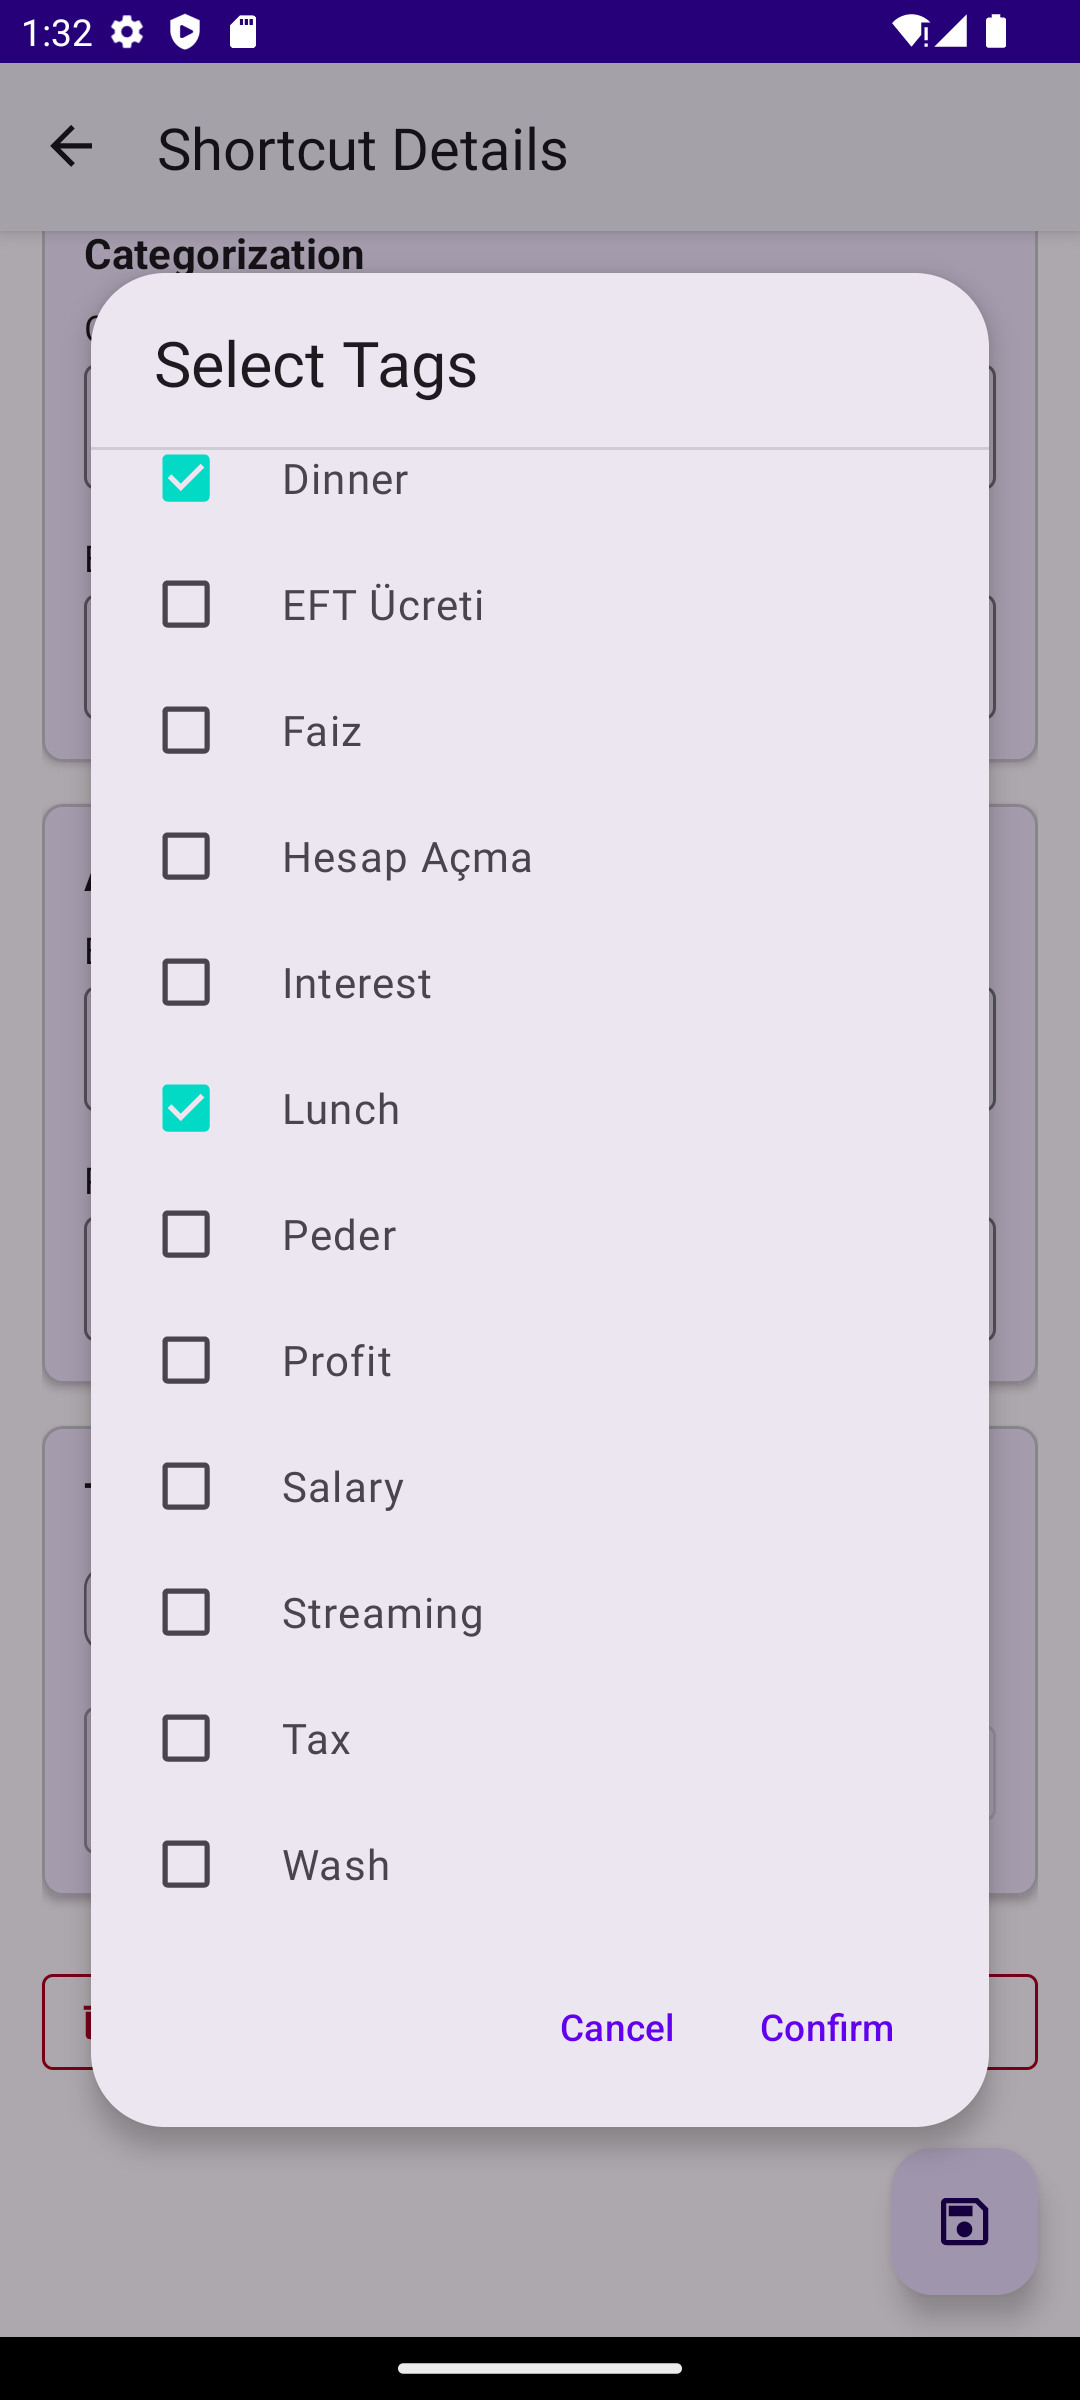 1:32
Shortcut Details
Categorization
Select Tags
Dinner
EFT Ücreti
Faiz
Hesap Açma
Interest
Lunch
Peder
Profit
Salary
Streaming
Tax
Wash
Cancel
Confirm